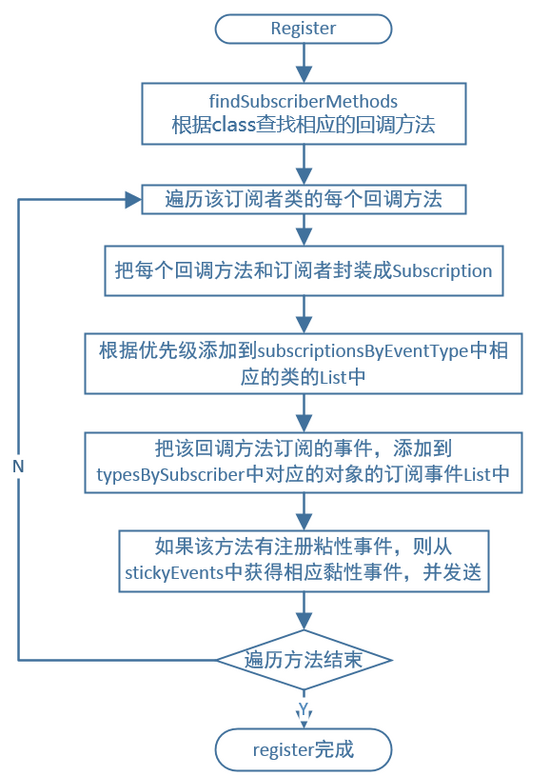 Register
findSubscriberMethods
根据class查找相应的回调方法
遍历该订阅者类的每个回调方法
把每个回调方法和订阅者封装成Subscription
根据优先级添加到subscriptionsByEventType中相
应的类的List中
把该回调方法订阅的事件，添加到
typesBySubscriber中对应的对象的订阅事件List中
N
如果该方法有注册粘性事件，则从
stickyEvents中获得相应黏性事件，并发送
遍历方法结束
Y
register完成